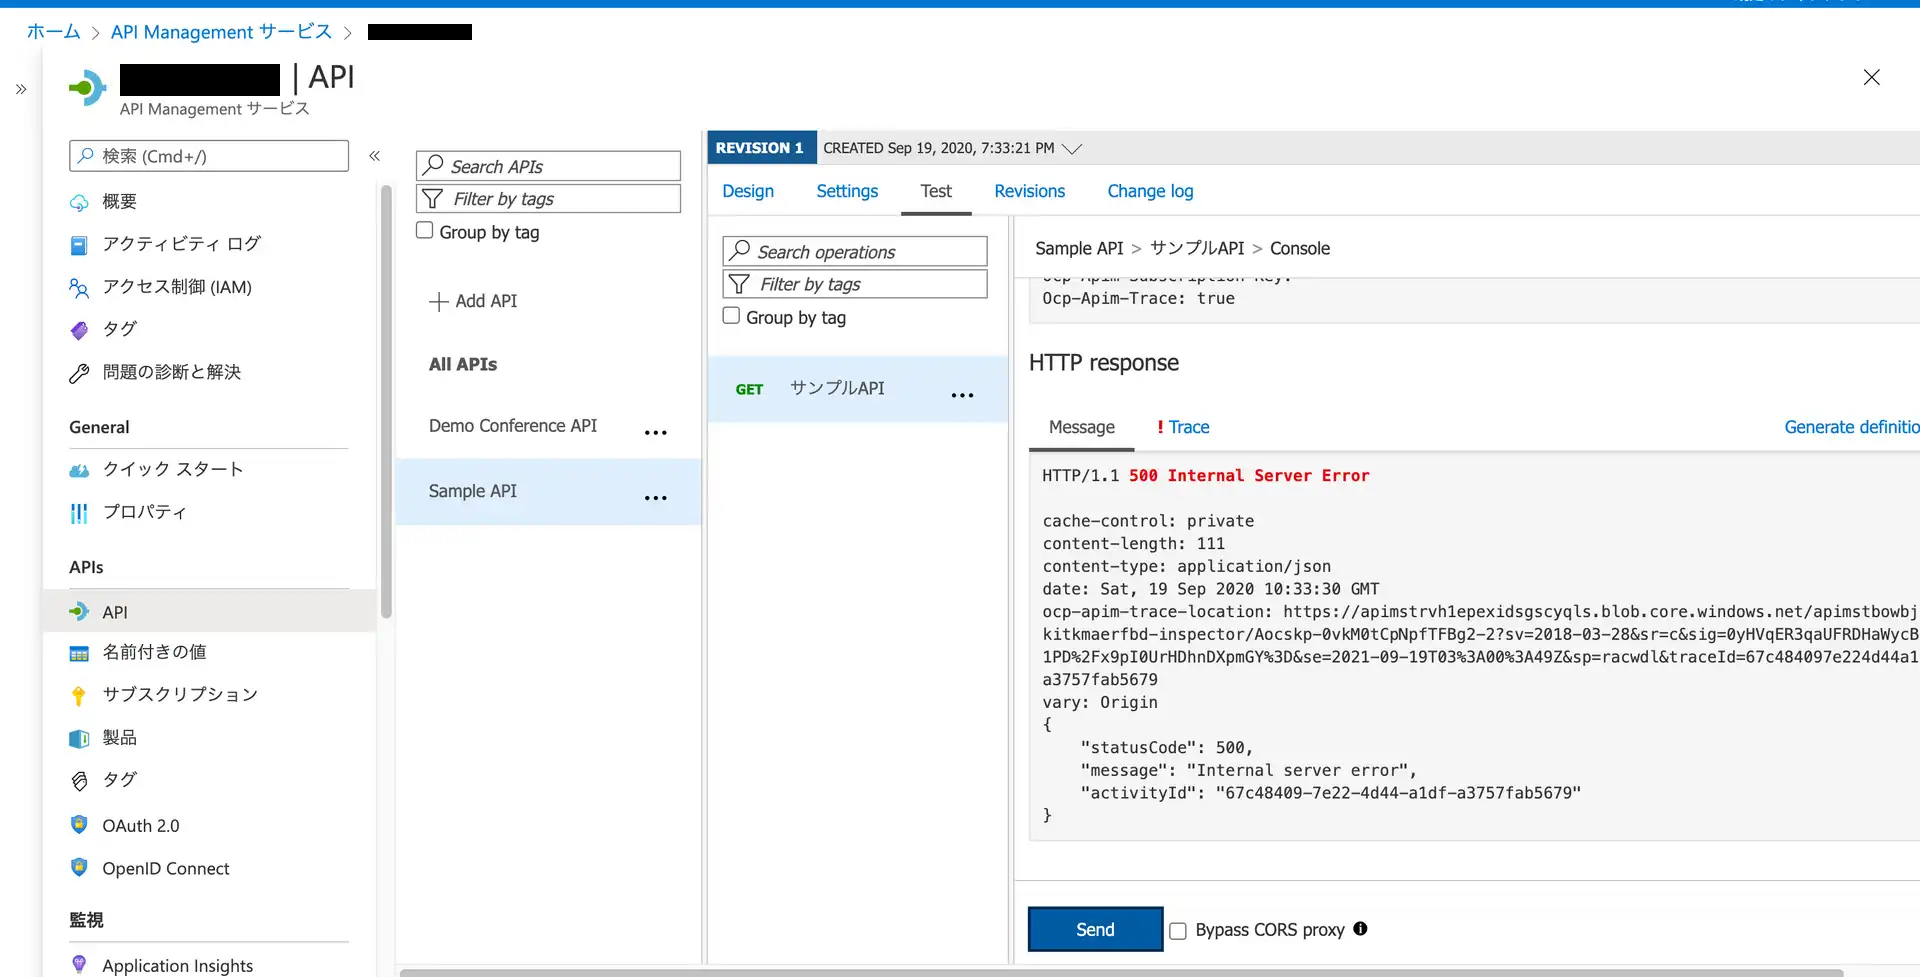 ホーム > API Management サービス >
| API
API Management サービス
検索 (Cmd+/)
概要
アクティビティ ログ
アクセス制御 (IAM)
タグ
問題の診断と解決
General
クイック スタート
プロパティ
APIs
API
名前付きの値
サブスクリプション
製品
タグ
OAuth 2.0
OpenID Connect
監視
Application Insights
Search APIs
Filter by tags
Group by tag
Add API
All APIs
Demo Conference API ...
Sample API ...
REVISION 1 CREATED Sep 19, 2020, 7:33:21 PM
Design Settings Test Revisions Change log
Search operations
Filter by tags
Group by tag
GET サンプルAPI ...
Sample API > サンプルAPI > Console
Ocp-Apim-Subscription-Key:
Ocp-Apim-Trace: true
HTTP response
Message ! Trace Generate definitio
HTTP/1.1 500 Internal Server Error
cache-control: private
content-length: 111
content-type: application/json
date: Sat, 19 Sep 2020 10:33:30 GMT
ocp-apim-trace-location: https://apimstrvh1epexidsgscyqls.blob.core.windows.net/apimstbowbj
kitkmaerfbd-inspector/Aocskp-0vkM0tCpNpfTFBg2-2?sv=2018-03-28&sr=c&sig=0yHVqER3qaUFRDHaWycB
1PD%2Fx9pI0UrHDhnDXpmGY%3D&se=2021-09-19T03%3A00%3A49Z&sp=racwdl&traceId=67c484097e224d44a1
a3757fab5679
vary: Origin
{
"statusCode": 500,
"message": "Internal server error",
"activityId": "67c48409-7e22-4d44-a1df-a3757fab5679"
}
Send Bypass CORS proxy